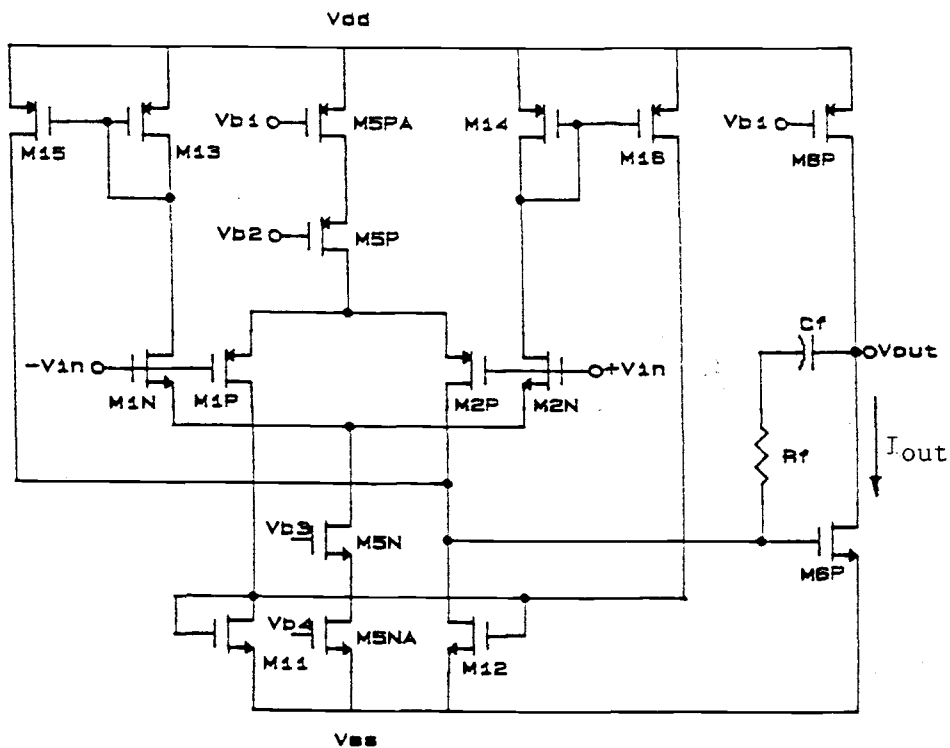 Vdd
M15
M13
Vb1
M5PA
M14
M16
Vb1
M8P
Vb2
M5P
Cf
-Vin
+Vin
Vout
M1N
M1P
M2P
M2N
Rf
Iout
Vb3
M5N
M6P
Vb4
M5NA
M11
M12
Vss